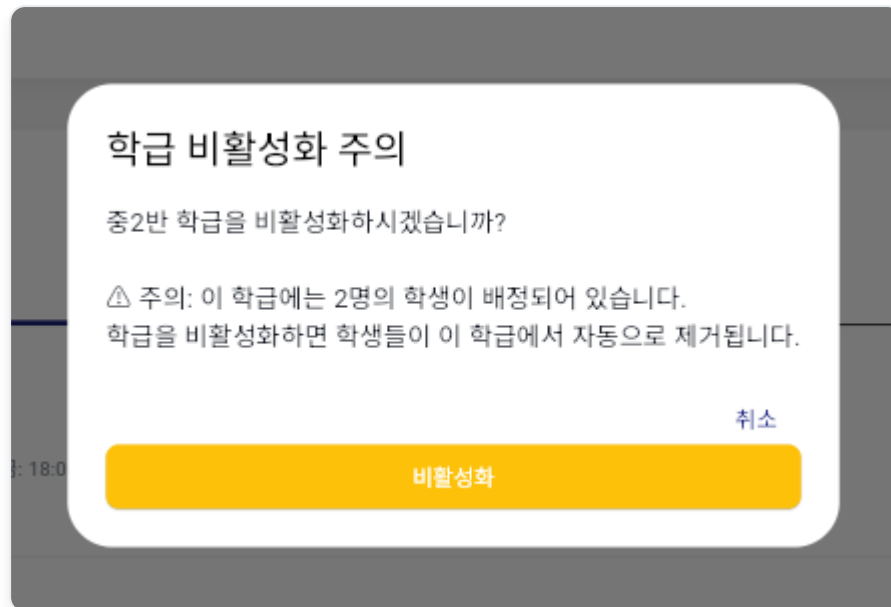 학급 비활성화 주의
중2반 학급을 비활성화하시겠습니까?
⚠ 주의: 이 학급에는 2명의 학생이 배정되어 있습니다.
학급을 비활성화하면 학생들이 이 학급에서 자동으로 제거됩니다.
취소
: 18:0
비활성화